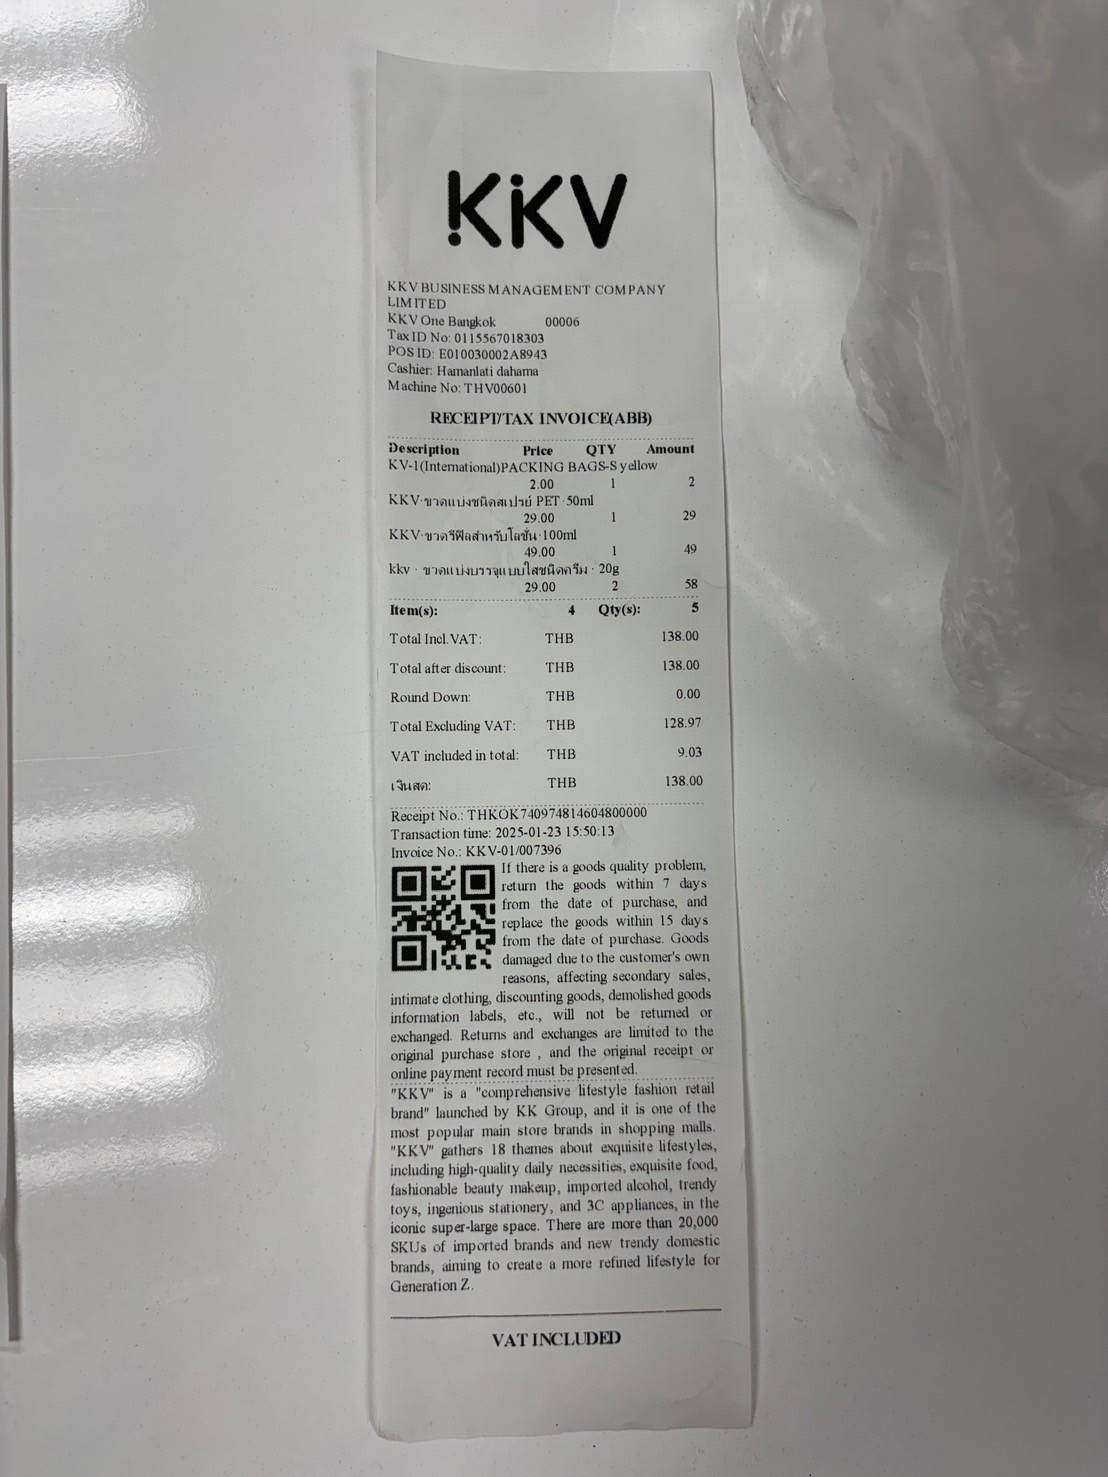 KKV
KKV BUSINESS MANAGEMENT COMPANY
LIMITED
KKV One Bangkok 00006
Tax ID No: 0115567018303
POS ID: E010030002A8943
Cashier: Hamanlati dahama
Machine No: THV00601
RECEIPT/TAX INVOICE(ABB)
Description Price QTY Amount
KV-1(International)PACKING BAGS-S yellow
2.00 1 2
KKV·ขวดแบ่งชนิดสเปรย์ PET·50ml
29.00 1 29
KKV·ขวดรีฟิลสำหรับโลชั่น·100ml
49.00 1 49
kkv · ขวดแบ่งบรรจุแบบใสชนิดครีม · 20g
29.00 2 58
Item(s): 4 Qty(s): 5
Total Incl.VAT: THB 138.00
Total after discount: THB 138.00
Round Down: THB 0.00
Total Excluding VAT: THB 128.97
VAT included in total: THB 9.03
เงินสด: THB 138.00
Receipt No.: THKOK740974814604800000
Transaction time: 2025-01-23 15:50:13
Invoice No.: KKV-01/007396
If there is a goods quality problem,
return the goods within 7 days
from the date of purchase, and
replace the goods within 15 days
from the date of purchase. Goods
damaged due to the customer's own
reasons, affecting secondary sales,
intimate clothing, discounting goods, demolished goods
information labels, etc., will not be returned or
exchanged. Returns and exchanges are limited to the
original purchase store , and the original receipt or
online payment record must be presented.
"KKV" is a "comprehensive lifestyle fashion retail
brand" launched by KK Group, and it is one of the
most popular main store brands in shopping malls.
"KKV" gathers 18 themes about exquisite lifestyles,
including high-quality daily necessities, exquisite food,
fashionable beauty makeup, imported alcohol, trendy
toys, ingenious stationery, and 3C appliances, in the
iconic super-large space. There are more than 20,000
SKUs of imported brands and new trendy domestic
brands, aiming to create a more refined lifestyle for
Generation Z.
VAT INCLUDED